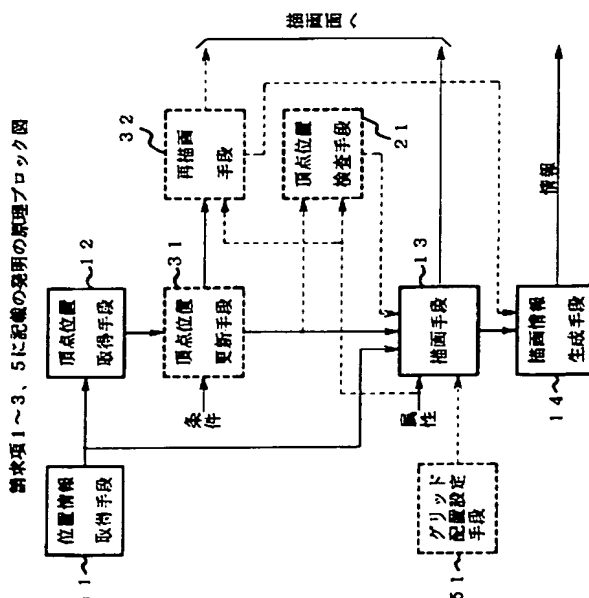 請求項１～３、５に記載の発明の原理ブロック図
位置情報
取得手段
頂点位置
取得手段
１２
条件
頂点位置
更新手段
３１
再描画
手段
３２
頂点位置
検査手段
２１
描画面へ
グリッド
配置設定
手段
５１
属性
描画手段
１３
描画情報
生成手段
１４
情報